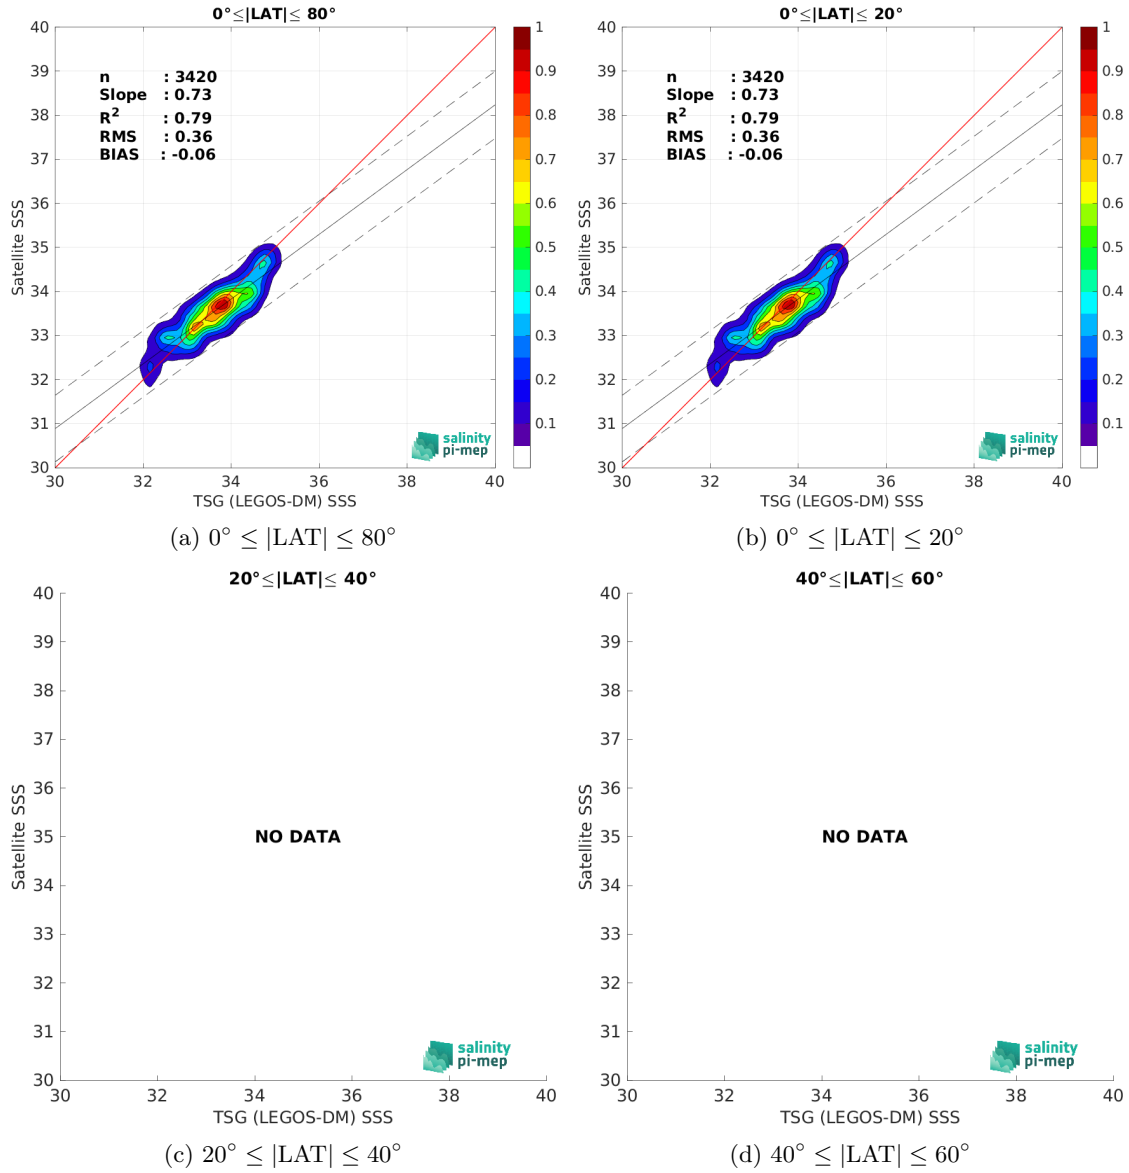 0°≤|LAT|≤ 80°
40
39
38
37
36
35
34
33
32
31
30
Satellite SSS
n : 3420
Slope : 0.73
R² : 0.79
RMS : 0.36
BIAS : -0.06
salinity
pi-mep
30 32 34 36 38 40
TSG (LEGOS-DM) SSS
1
0.9
0.8
0.7
0.6
0.5
0.4
0.3
0.2
0.1
(a) 0° ≤ |LAT| ≤ 80°
0°≤|LAT|≤ 20°
40
39
38
37
36
35
34
33
32
31
30
Satellite SSS
n : 3420
Slope : 0.73
R² : 0.79
RMS : 0.36
BIAS : -0.06
salinity
pi-mep
30 32 34 36 38 40
TSG (LEGOS-DM) SSS
1
0.9
0.8
0.7
0.6
0.5
0.4
0.3
0.2
0.1
(b) 0° ≤ |LAT| ≤ 20°
20°≤|LAT|≤ 40°
40
39
38
37
36
35
34
33
32
31
30
Satellite SSS
NO DATA
salinity
pi-mep
30 32 34 36 38 40
TSG (LEGOS-DM) SSS
(c) 20° ≤ |LAT| ≤ 40°
40°≤|LAT|≤ 60°
40
39
38
37
36
35
34
33
32
31
30
Satellite SSS
NO DATA
salinity
pi-mep
30 32 34 36 38 40
TSG (LEGOS-DM) SSS
(d) 40° ≤ |LAT| ≤ 60°